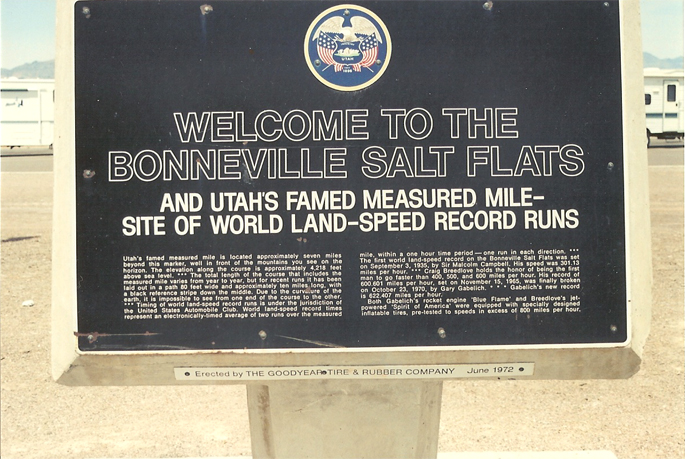 UTAH
1896
WELCOME TO THE
BONNEVILLE SALT FLATS
AND UTAH'S FAMED MEASURED MILE-
SITE OF WORLD LAND-SPEED RECORD RUNS
Utah's famed measured mile is located approximately seven miles
beyond this marker, well in front of the mountains you see on the
horizon. The elevation along the course is approximately 4,218 feet
above sea level. *** The total length of the course that includes the
measured mile varies from year to year, but for recent runs it has been
laid out in a path 80 feet wide and approximately ten miles long, with
a black reference stripe down the middle. Due to the curvature of the
earth, it is impossible to see from one end of the course to the other.
*** Timing of world land-speed record runs is under the jurisdiction of
the United States Automobile Club. World land-speed record times
represent an electronically-timed average of two runs over the measured
mile, within a one hour time period — one run in each direction. ***
The first world land-speed record on the Bonneville Salt Flats was set
on September 3, 1935, by Sir Malcolm Campbell. His speed was 301.13
miles per hour. *** Craig Breedlove holds the honor of being the first
man to go faster than 400, 500, and 600 miles per hour. His record of
600.601 miles per hour, set on November 15, 1965, was finally broken
on October 23, 1970, by Gary Gabelich. *** Gabelich's new record
is 622.407 miles per hour.
Both Gabelich's rocket engine 'Blue Flame' and Breedlove's jet-
powered 'Spirit of America' were equipped with specially designed
inflatable tires, pre-tested to speeds in excess of 800 miles per hour.
Erected by THE GOODYEAR TIRE & RUBBER COMPANY June 1972